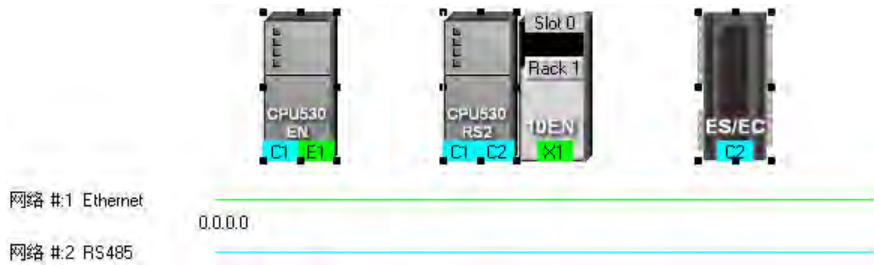 Slot 0
Rack 1
CPU530
EN
C1 E1
CPU530
RS2
C1 C2
10EN
X1
ES/EC
C2
网络 #:1 Ethernet
0.0.0.0
网络 #:2 RS485